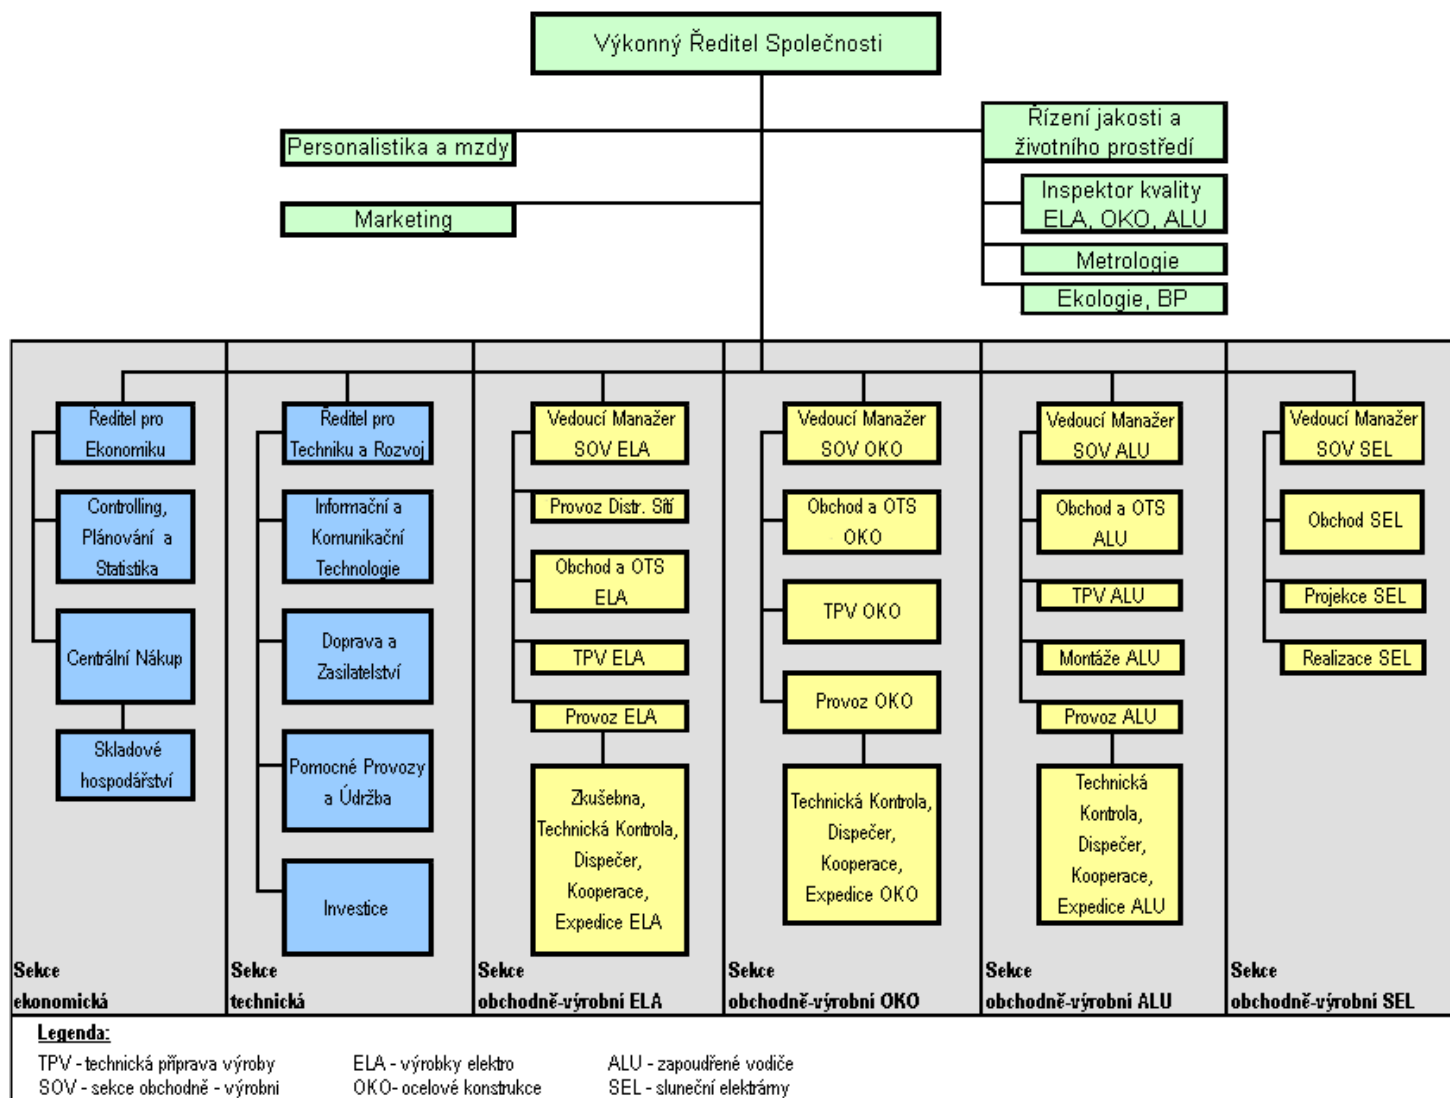 Výkonný Ředitel Společnosti
Personalistika a mzdy
Řízení jakosti a
životního prostředí
Marketing
Inspektor kvality
ELA, OKO, ALU
Metrologie
Ekologie, BP
Ředitel pro
Ekonomiku
Controlling,
Plánování a
Statistika
Centrální Nákup
Skladové
hospodářství
Sekce
ekonomická
Ředitel pro
Techniku a Rozvoj
Informační a
Komunikační
Technologie
Doprava a
Zasilatelství
Pomocné Provozy
a Údržba
Investice
Sekce
technická
Vedoucí Manažer
SOV ELA
Provoz Distr. Sítí
Obchod a OTS
ELA
TPV ELA
Provoz ELA
Zkušebna,
Technická Kontrola,
Dispečer,
Kooperace,
Expedice ELA
Sekce
obchodně-výrobní ELA
Vedoucí Manažer
SOV OKO
Obchod a OTS
OKO
TPV OKO
Provoz OKO
Technická Kontrola,
Dispečer,
Kooperace,
Expedice OKO
Sekce
obchodně-výrobní OKO
Vedoucí Manažer
SOV ALU
Obchod a OTS
ALU
TPV ALU
Montáže ALU
Provoz ALU
Technická
Kontrola,
Dispečer,
Kooperace,
Expedice ALU
Sekce
obchodně-výrobní ALU
Vedoucí Manažer
SOV SEL
Obchod SEL
Projekce SEL
Realizace SEL
Sekce
obchodně-výrobní SEL
Legenda:
TPV - technická příprava výroby
SOV - sekce obchodně - výrobni
ELA - výrobky elektro
OKO- ocelové konstrukce
ALU - zapoudřené vodiče
SEL - sluneční elektrárny